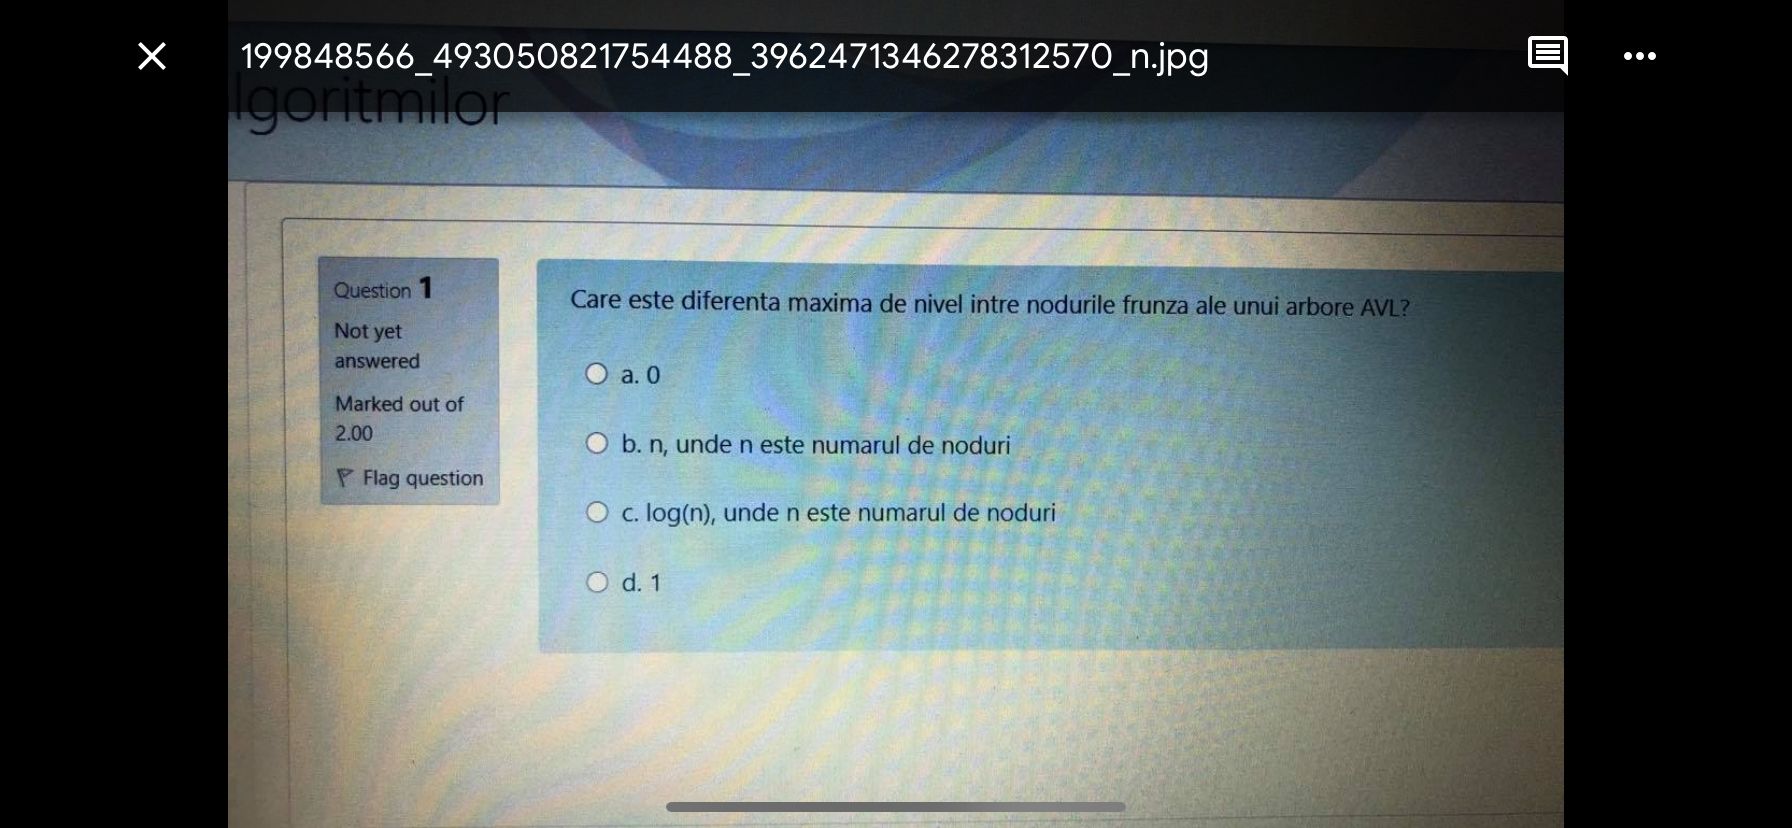 199848566_493050821754488_3962471346278312570_n.jpg
lgoritmilor
Question 1
Not yet
answered
Marked out of
2.00
Flag question
Care este diferenta maxima de nivel intre nodurile frunza ale unui arbore AVL?
a. 0
b. n, unde n este numarul de noduri
c. log(n), unde n este numarul de noduri
d. 1